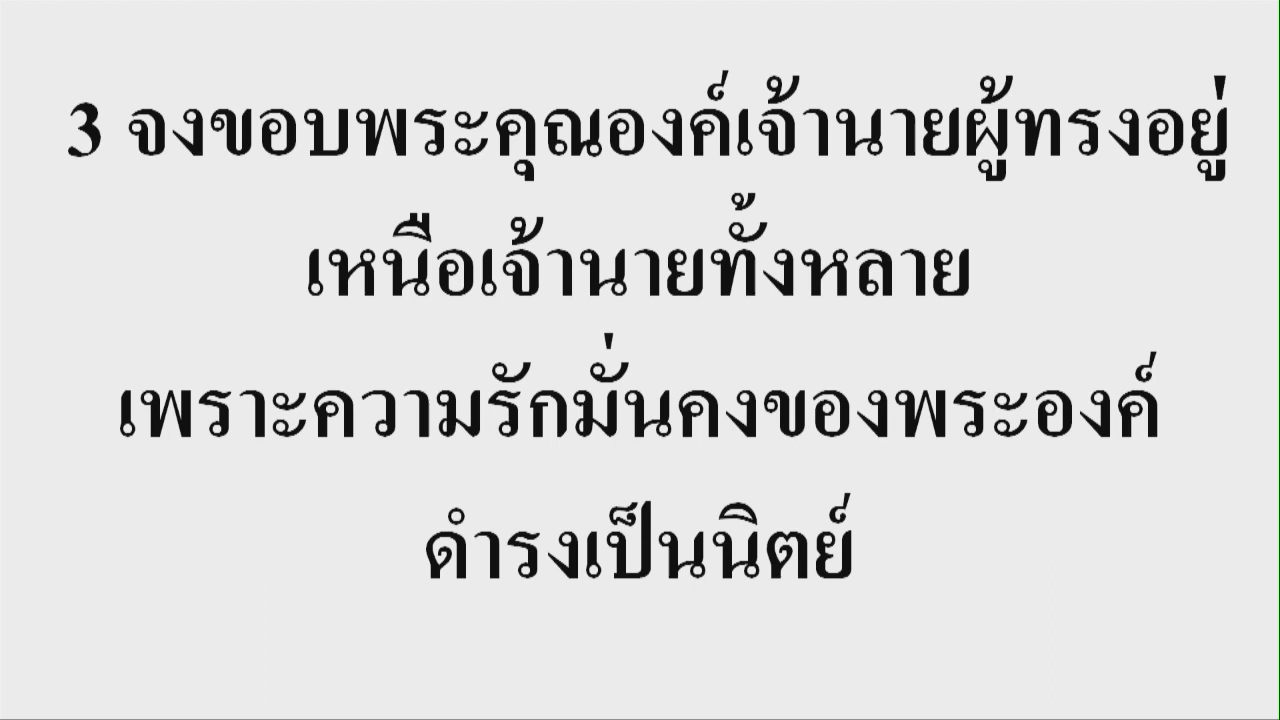 3 จงขอบพระคุณองค์เจ้านายผู้ทรงอยู่
เหนือเจ้านายทั้งหลาย
เพราะความรักมั่นคงของพระองค์
ดำรงเป็นนิตย์